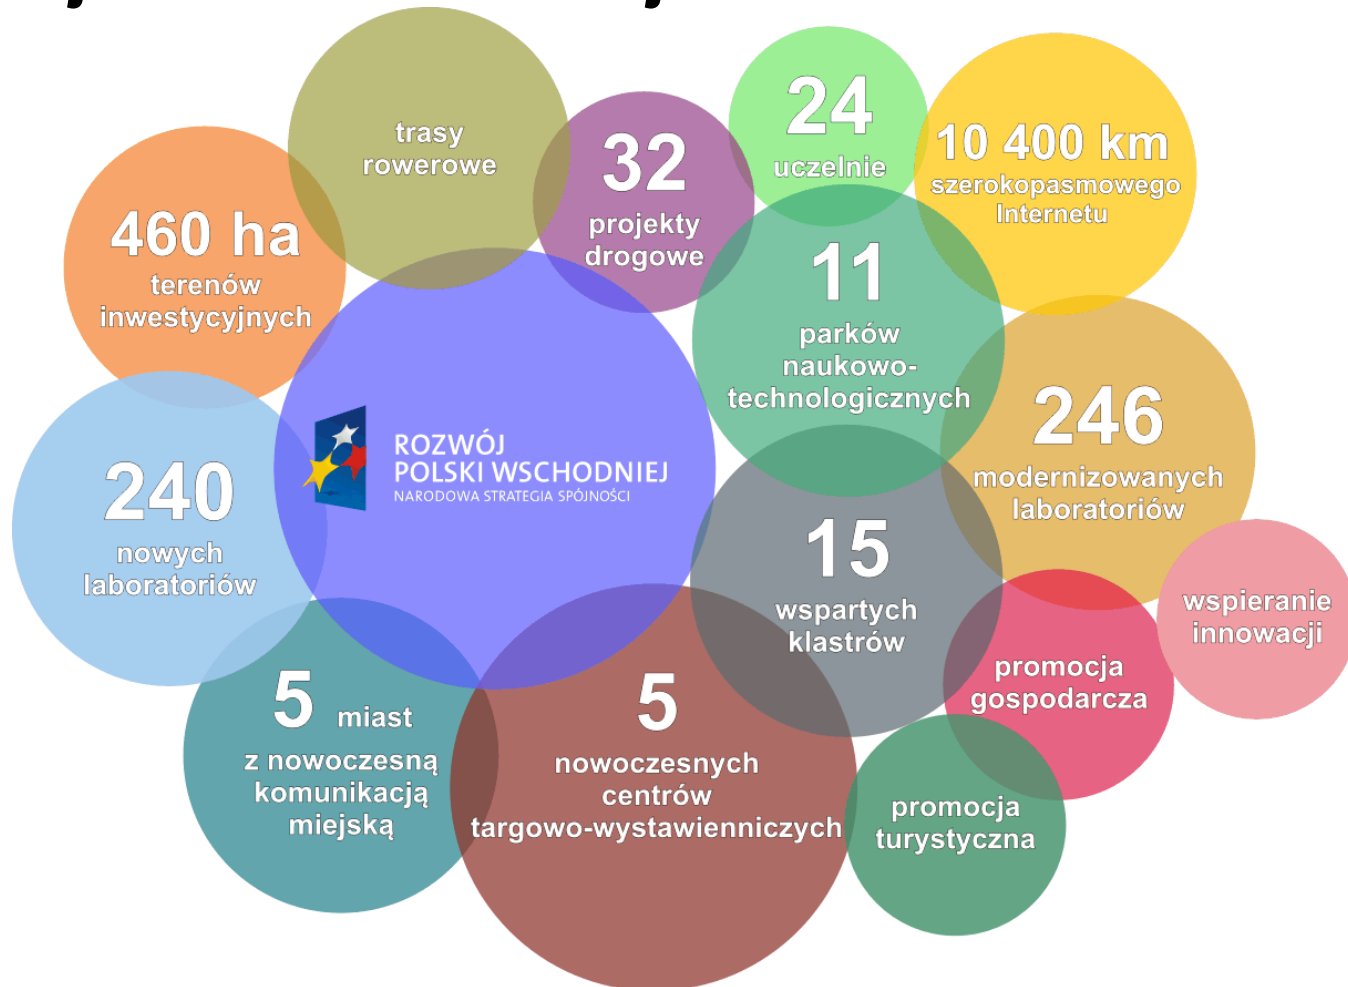 trasy
rowerowe
32
projekty
drogowe
24
uczelnie
10 400 km
szerokopasmowego
Internetu
460 ha
terenów
inwestycyjnych
11
parków
naukowo-
technologicznych
ROZWÓJ
POLSKI WSCHODNIEJ
NARODOWA STRATEGIA SPÓJNOŚCI
246
modernizowanych
laboratoriów
240
nowych
laboratoriów
15
wspartych
klastrów
wspieranie
innowacji
promocja
gospodarcza
5 miast
z nowoczesną
komunikacją
miejską
5
nowoczesnych
centrów
targowo-wystawienniczych
promocja
turystyczna